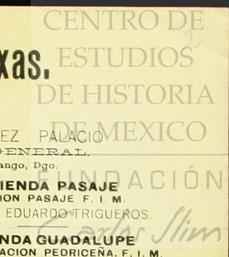 CENTRO DE
ESTUDIOS
DE HISTORIA
DE MEXICO
FUNDACIÓN
Carlos Slim
xas.
EZ PALACIO
GENERAL.
ango, Dgo.
IENDA PASAJE
ION PASAJE F. I. M.
EDUARDO TRIGUEROS.
NDA GUADALUPE
ACION PEDRICEÑA, F. I. M.